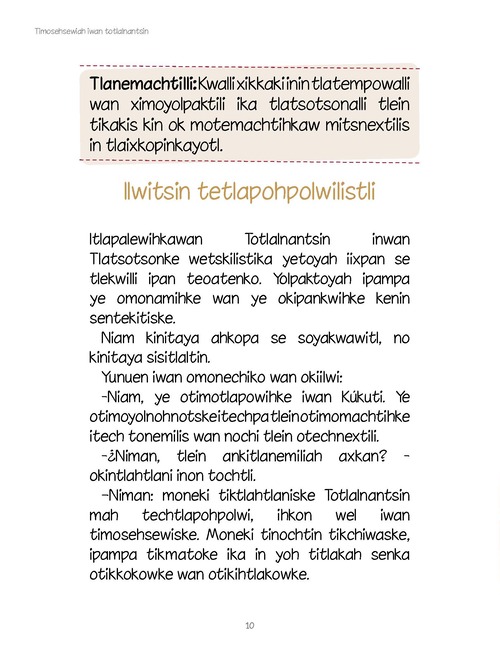 Timosehsewiah iwan totlalnantsin
Tlanemachtilli: Kwalli xikkaki inin tlatempowalli
wan ximoyolpaktili ika tlatsotsonalli tlein
tikakis kin ok motemachtihkaw mitsnextilis
in tlaixkopinkayotl.
Ilwitsin tetlapohpolwilistli
Itlapalewihkawan Totlalnantsin inwan
Tlatsotsonke wetskilistika yetoyah iixpan se
tlekwilli ipan teoatenko. Yolpaktoyah ipampa
ye omonamihke wan ye okipankwihke kenin
sentekitiske.
Niam kinitaya ahkopa se soyakwawitl, no
kinitaya sisitlaltin.
Yunuen iwan omonechiko wan okiilwi:
-Niam, ye otimotlapowihke iwan Kúkuti. Ye
otimoyolnohnotskeitechpatleinotimomachtihke
itech tonemilis wan nochi tlein otechnextili.
-¿Niman, tlein ankitlanemiliah axkan? -
okintlahtlani inon tochtli.
-Niman: moneki tiktlahtlaniske Totlalnantsin
mah techtlapohpolwi, ihkon wel iwan
timosehsewiske. Moneki tinochtin tikchiwaske,
ipampa tikmatoke ika in yoh titlakah senka
otikkokowke wan otikihtlakowke.
10